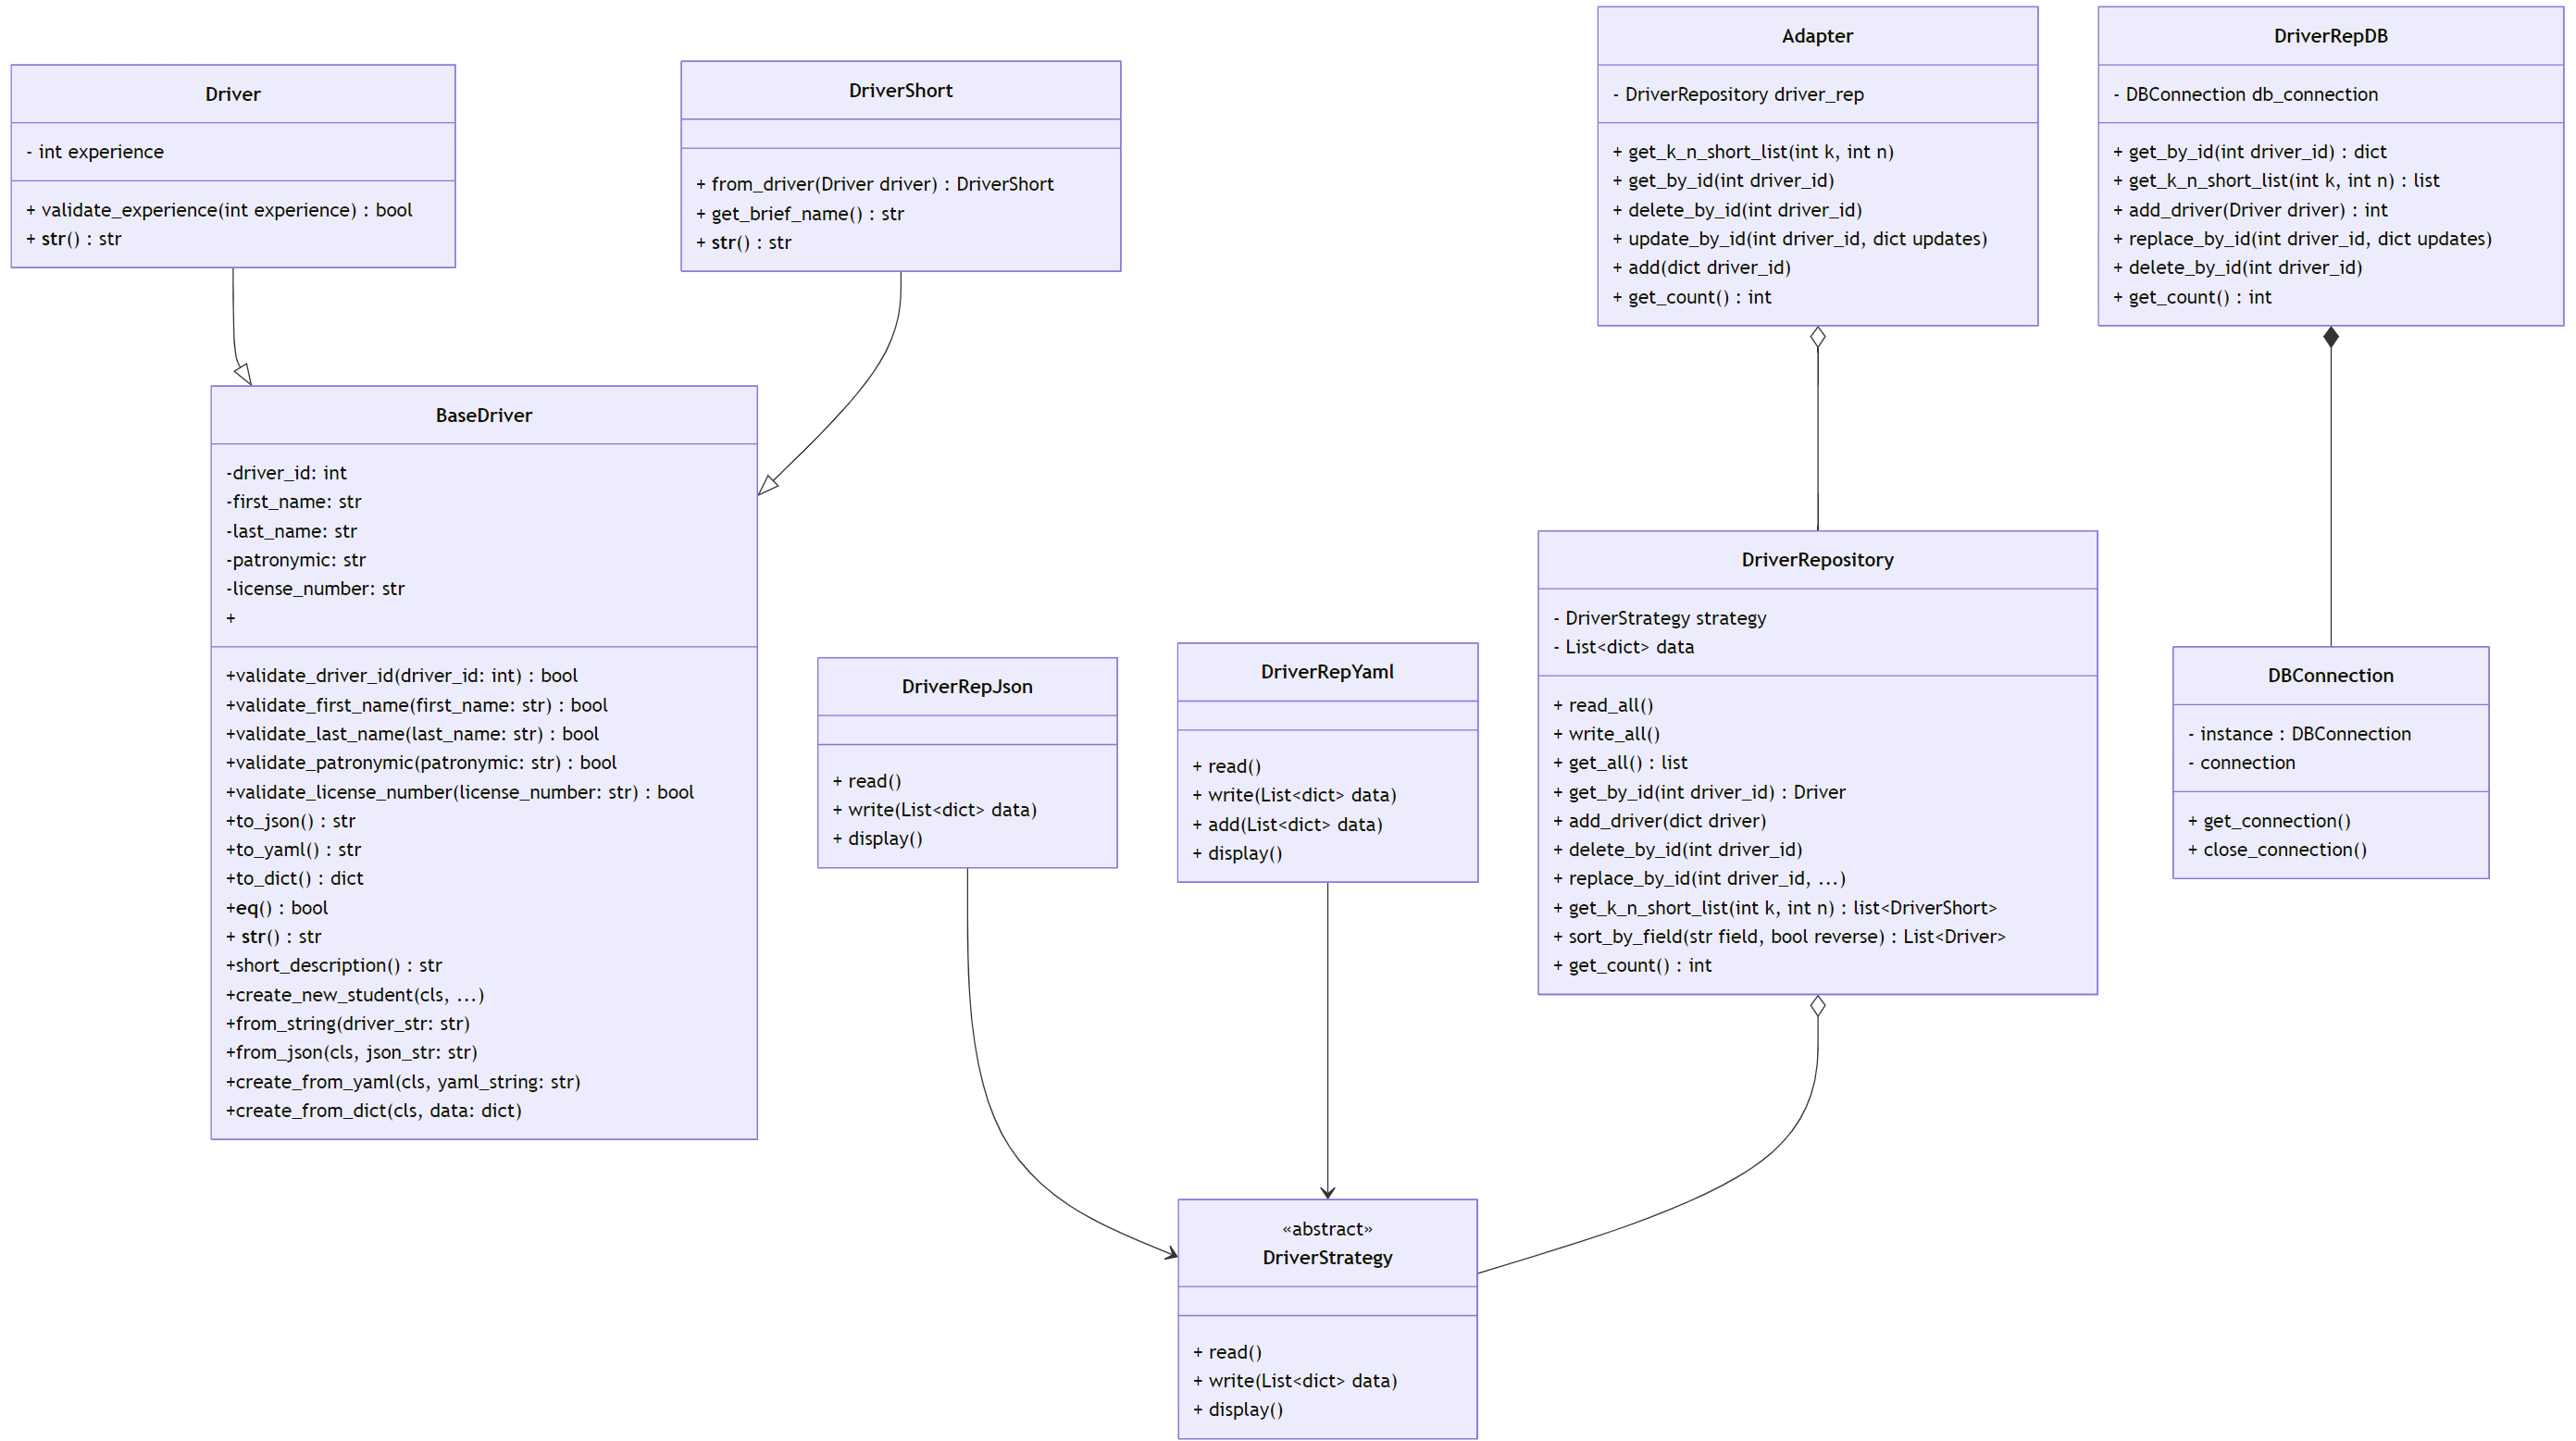 Driver
- int experience
+ validate_experience(int experience) : bool
+ str() : str
DriverShort
+ from_driver(Driver driver) : DriverShort
+ get_brief_name() : str
+ str() : str
Adapter
- DriverRepository driver_rep
+ get_k_n_short_list(int k, int n)
+ get_by_id(int driver_id)
+ delete_by_id(int driver_id)
+ update_by_id(int driver_id, dict updates)
+ add(dict driver_id)
+ get_count() : int
DriverRepDB
- DBConnection db_connection
+ get_by_id(int driver_id) : dict
+ get_k_n_short_list(int k, int n) : list
+ add_driver(Driver driver) : int
+ replace_by_id(int driver_id, dict updates)
+ delete_by_id(int driver_id)
+ get_count() : int
BaseDriver
-driver_id: int
-first_name: str
-last_name: str
-patronymic: str
-license_number: str
+
+validate_driver_id(driver_id: int) : bool
+validate_first_name(first_name: str) : bool
+validate_last_name(last_name: str) : bool
+validate_patronymic(patronymic: str) : bool
+validate_license_number(license_number: str) : bool
+to_json() : str
+to_yaml() : str
+to_dict() : dict
+eq() : bool
+ str() : str
+short_description() : str
+create_new_student(cls, ...)
+from_string(driver_str: str)
+from_json(cls, json_str: str)
+create_from_yaml(cls, yaml_string: str)
+create_from_dict(cls, data: dict)
DriverRepJson
+ read()
+ write(List<dict> data)
+ display()
DriverRepYaml
+ read()
+ write(List<dict> data)
+ add(List<dict> data)
+ display()
DriverRepository
- DriverStrategy strategy
- List<dict> data
+ read_all()
+ write_all()
+ get_all() : list
+ get_by_id(int driver_id) : Driver
+ add_driver(dict driver)
+ delete_by_id(int driver_id)
+ replace_by_id(int driver_id, ...)
+ get_k_n_short_list(int k, int n) : list<DriverShort>
+ sort_by_field(str field, bool reverse) : List<Driver>
+ get_count() : int
DBConnection
- instance : DBConnection
- connection
+ get_connection()
+ close_connection()
«abstract»
DriverStrategy
+ read()
+ write(List<dict> data)
+ display()